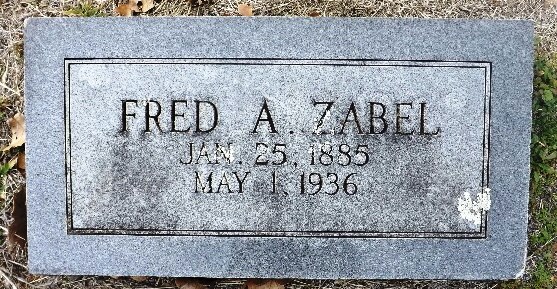 FRED A. ZABEL
JAN. 25, 1885
MAY 1, 1936